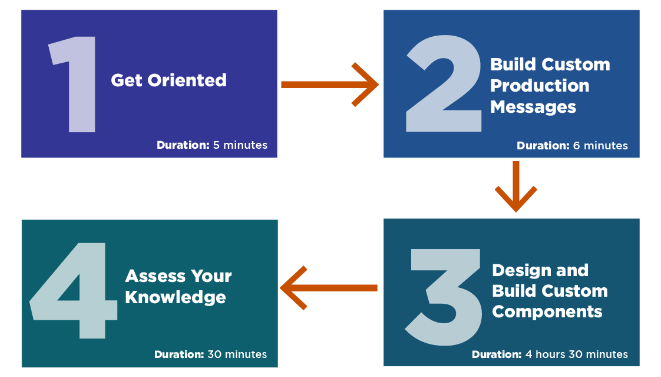 1
Get Oriented
Duration: 5 minutes
2
Build Custom
Production
Messages
Duration: 6 minutes
3
Design and
Build Custom
Components
Duration: 4 hours 30 minutes
4
Assess Your
Knowledge
Duration: 30 minutes